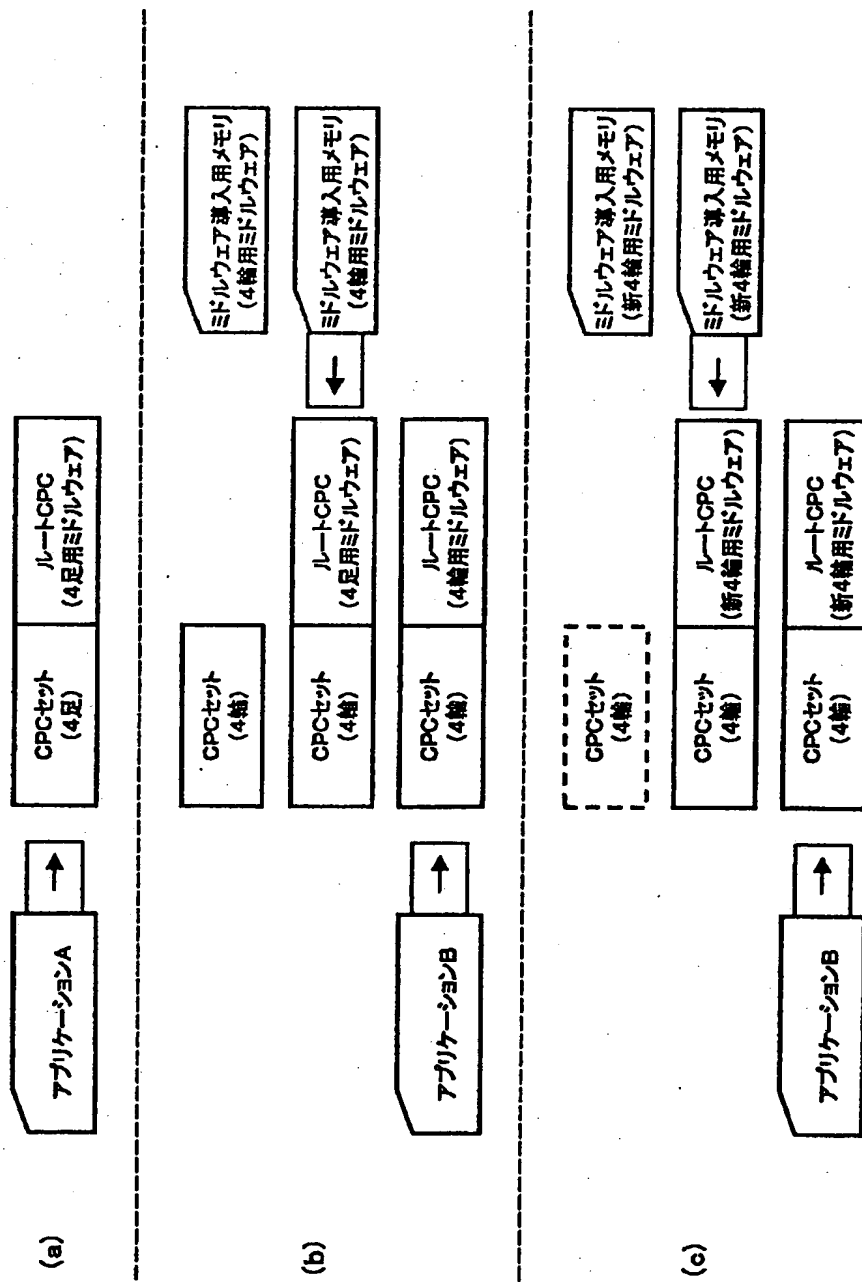 (a)
アプリケーションA
CPCセット
(4足)
ルートCPC
(4足用ミドルウェア)
(b)
CPCセット
(4輪)
ミドルウェア導入用メモリ
(4輪用ミドルウェア)
CPCセット
(4輪)
ルートCPC
(4足用ミドルウェア)
ミドルウェア導入用メモリ
(4輪用ミドルウェア)
アプリケーションB
CPCセット
(4輪)
ルートCPC
(4輪用ミドルウェア)
(c)
CPCセット
(4輪)
ミドルウェア導入用メモリ
(新4輪用ミドルウェア)
CPCセット
(4輪)
ルートCPC
(新4輪用ミドルウェア)
ミドルウェア導入用メモリ
(新4輪用ミドルウェア)
アプリケーションB
CPCセット
(4輪)
ルートCPC
(新4輪用ミドルウェア)